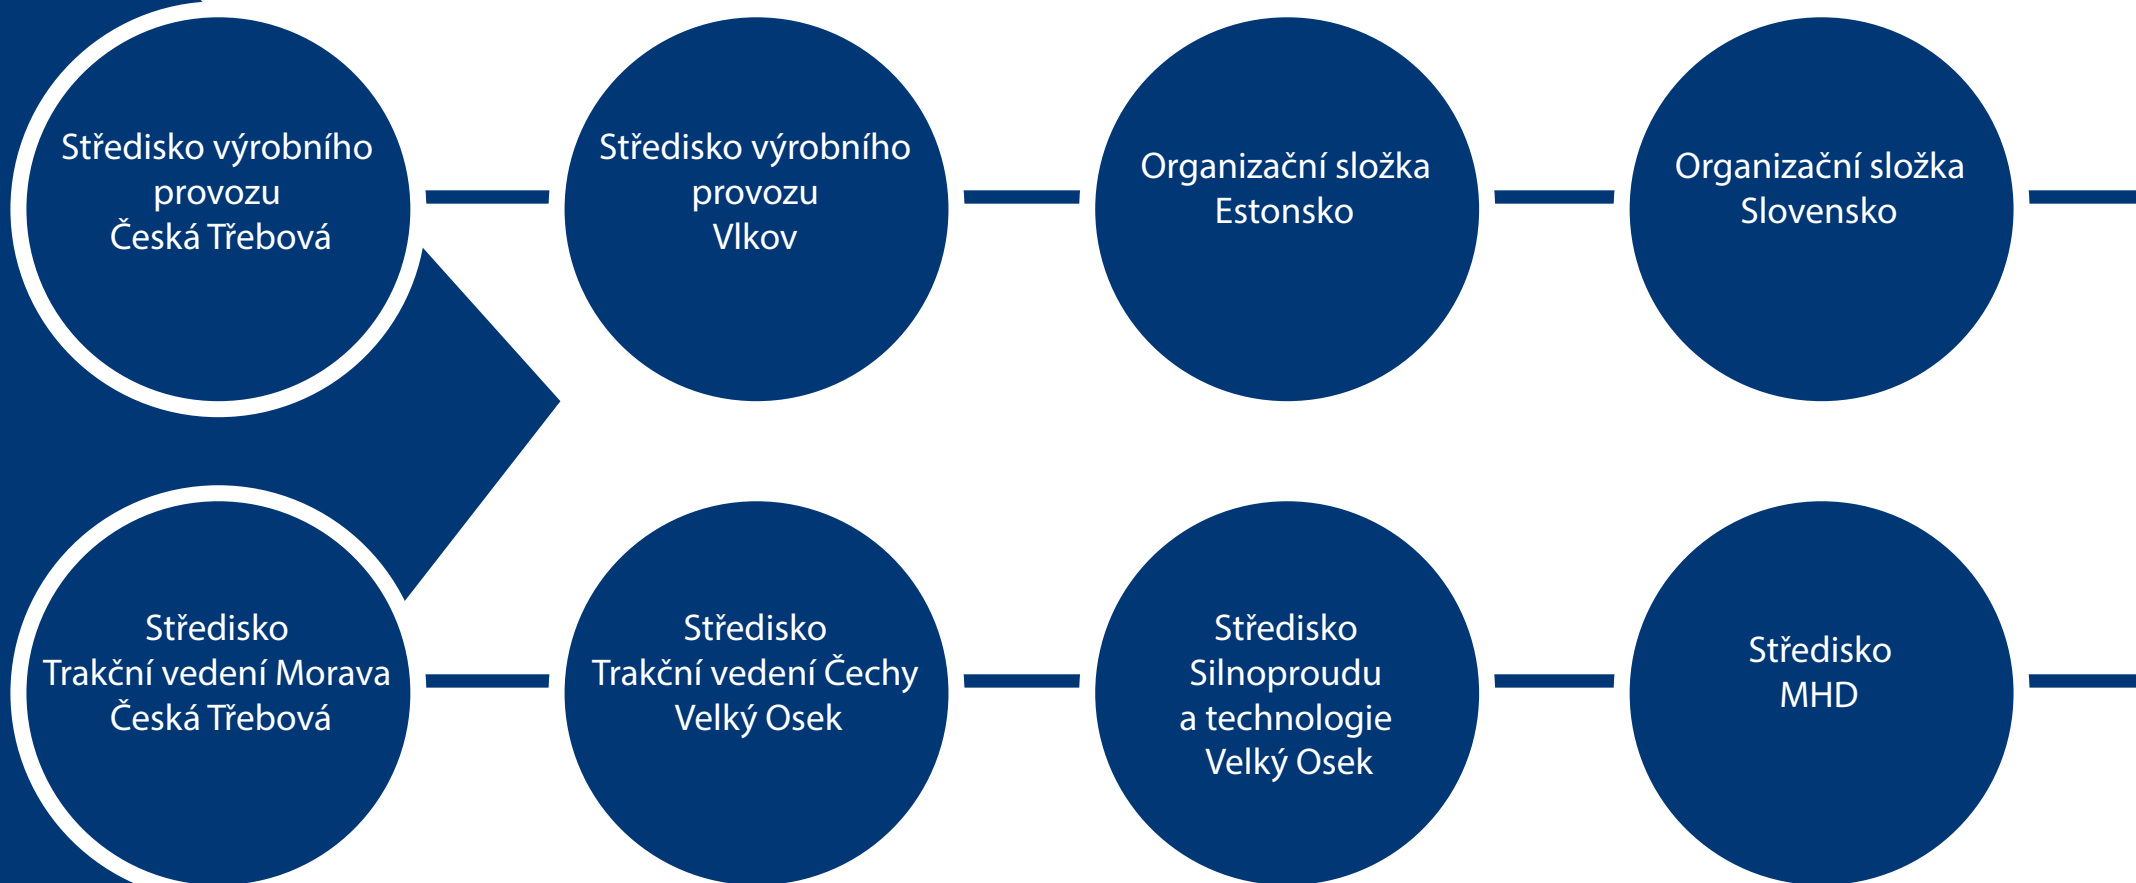 Středisko výrobního
provozu
Česká Třebová
Středisko výrobního
provozu
Vlkov
Organizační složka
Estonsko
Organizační složka
Slovensko
Středisko
Trakční vedení Morava
Česká Třebová
Středisko
Trakční vedení Čechy
Velký Osek
Středisko
Silnoproudu
a technologie
Velký Osek
Středisko
MHD